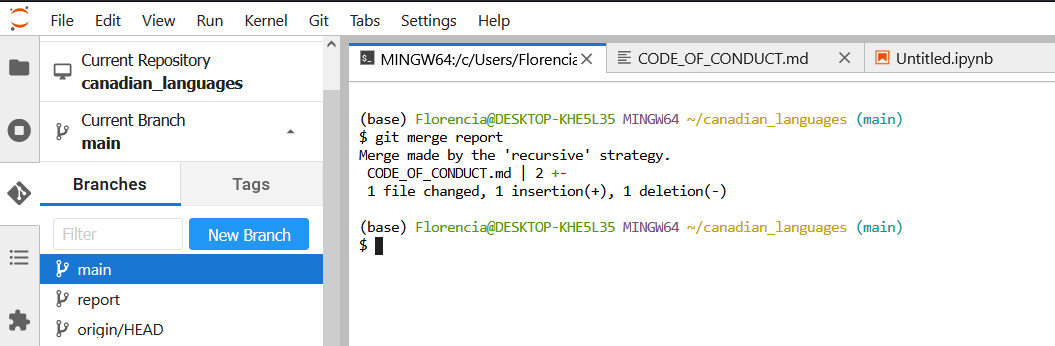 File Edit View Run Kernel Git Tabs Settings Help
Current Repository
canadian_languages
Current Branch
main
Branches Tags
Filter New Branch
main
report
origin/HEAD
MINGW64:/c/Users/Florencia CODE_OF_CONDUCT.md Untitled.ipynb
(base) Florencia@DESKTOP-KHE5L35 MINGW64 ~/canadian_languages (main)
$ git merge report
Merge made by the 'recursive' strategy.
CODE_OF_CONDUCT.md | 2 +-
1 file changed, 1 insertion(+), 1 deletion(-)
(base) Florencia@DESKTOP-KHE5L35 MINGW64 ~/canadian_languages (main)
$